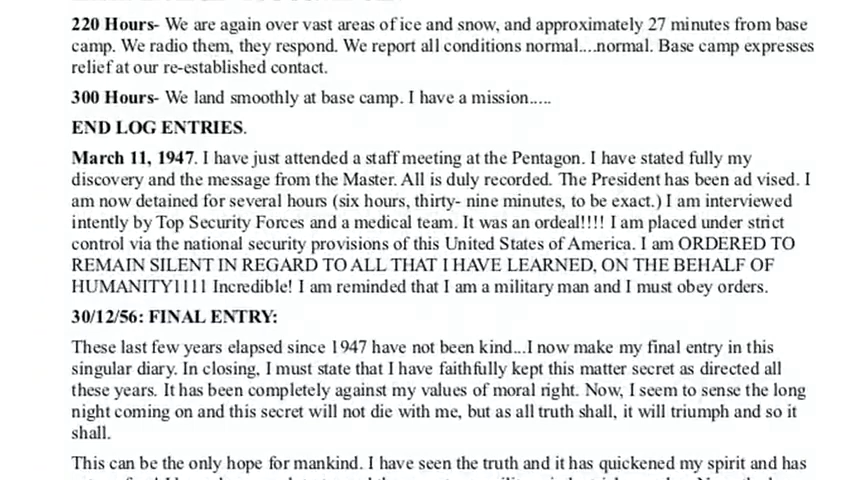 220 Hours- We are again over vast areas of ice and snow, and approximately 27 minutes from base
camp. We radio them, they respond. We report all conditions normal....normal. Base camp expresses
relief at our re-established contact.
300 Hours- We land smoothly at base camp. I have a mission.....
END LOG ENTRIES.
March 11, 1947. I have just attended a staff meeting at the Pentagon. I have stated fully my
discovery and the message from the Master. All is duly recorded. The President has been ad vised. I
am now detained for several hours (six hours, thirty- nine minutes, to be exact.) I am interviewed
intently by Top Security Forces and a medical team. It was an ordeal!!!! I am placed under strict
control via the national security provisions of this United States of America. I am ORDERED TO
REMAIN SILENT IN REGARD TO ALL THAT I HAVE LEARNED, ON THE BEHALF OF
HUMANITY1111 Incredible! I am reminded that I am a military man and I must obey orders.
30/12/56: FINAL ENTRY:
These last few years elapsed since 1947 have not been kind...I now make my final entry in this
singular diary. In closing, I must state that I have faithfully kept this matter secret as directed all
these years. It has been completely against my values of moral right. Now, I seem to sense the long
night coming on and this secret will not die with me, but as all truth shall, it will triumph and so it
shall.
This can be the only hope for mankind. I have seen the truth and it has quickened my spirit and has